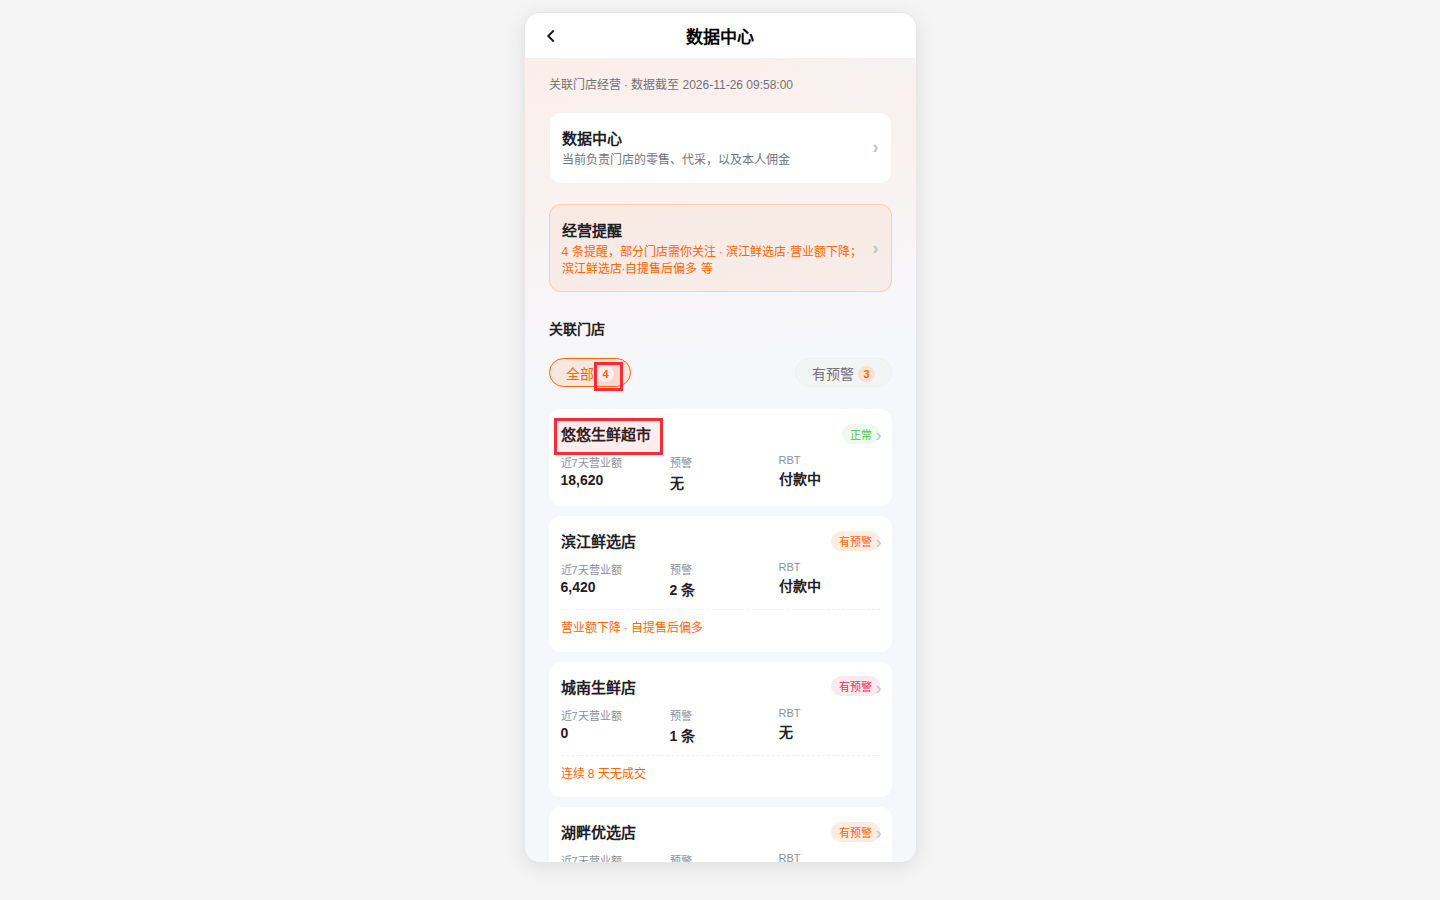 数据中心
关联门店经营 · 数据截至 2026-11-26 09:58:00
数据中心
当前负责门店的零售、代采，以及本人佣金
经营提醒
4 条提醒，部分门店需你关注 · 滨江鲜选店·营业额下降；
滨江鲜选店·自提售后偏多 等
关联门店
全部 4 有预警 3
悠悠生鲜超市 正常
近7天营业额 预警 RBT
18,620 无 付款中
滨江鲜选店 有预警
近7天营业额 预警 RBT
6,420 2 条 付款中
营业额下降 · 自提售后偏多
城南生鲜店 有预警
近7天营业额 预警 RBT
0 1 条 无
连续 8 天无成交
湖畔优选店 有预警
近7天营业额 预警 RBT